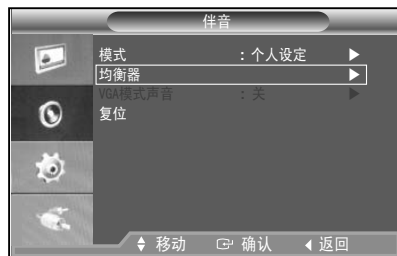 伴音
模式 : 个人设定 ▶
均衡器 ▶
VGA模式声音 : 关 ▶
复位
移动 确认 返回